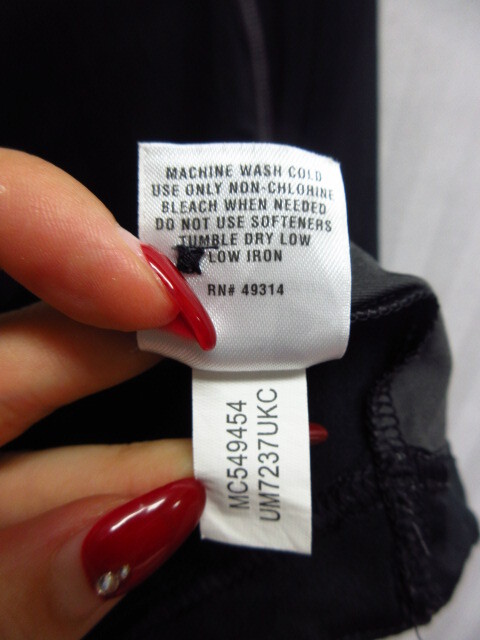 MACHINE WASH COLD
USE ONLY NON-CHLORINE
BLEACH WHEN NEEDED
DO NOT USE SOFTENERS
TUMBLE DRY LOW
LOW IRON
RN# 49314
MC549454
UM7237UKC